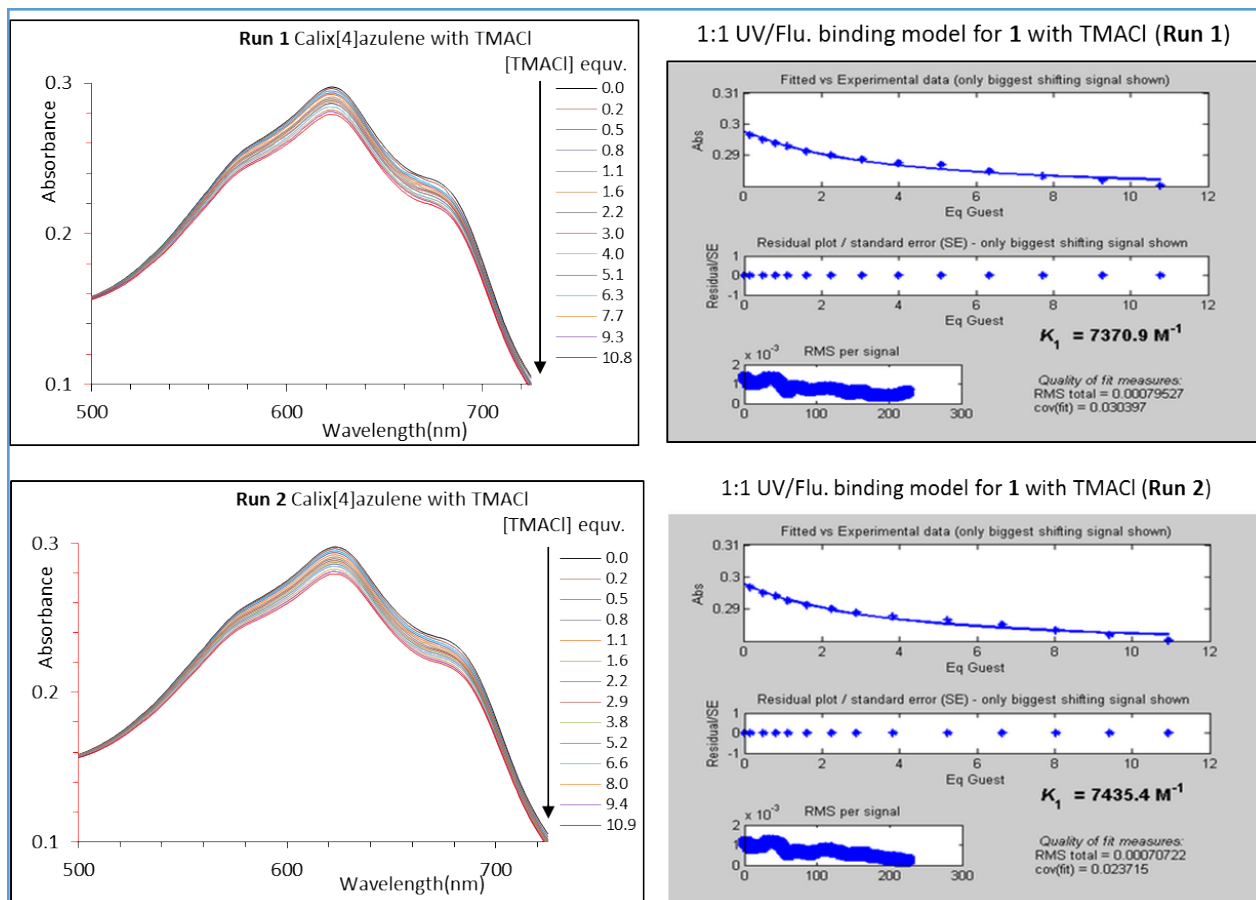 Run 1 Calix[4]azulene with TMACl
[TMACl] equv.
0.3
0.2
0.1
Absorbance
500
600
700
Wavelength(nm)
0.0
0.2
0.5
0.8
1.1
1.6
2.2
3.0
4.0
5.1
6.3
7.7
9.3
10.8
1:1 UV/Flu. binding model for 1 with TMACl (Run 1)
Fitted vs Experimental data (only biggest shifting signal shown)
0.31
0.3
0.29
Abs
0 2 4 6 8 10 12
Eq Guest
Residual plot / standard error (SE) - only biggest shifting signal shown
1
0
-1
Residual/SE
0 2 4 6 8 10 12
Eq Guest
K1 = 7370.9 M-1
x 10-3
RMS per signal
2
1
0
0 100 200 300
Quality of fit measures:
RMS total = 0.00079527
cov(fit) = 0.030397
Run 2 Calix[4]azulene with TMACl
[TMACl] equv.
0.3
0.2
0.1
Absorbance
500
600
700
Wavelength(nm)
0.0
0.2
0.5
0.8
1.1
1.6
2.2
2.9
3.8
5.2
6.6
8.0
9.4
10.9
1:1 UV/Flu. binding model for 1 with TMACl (Run 2)
Fitted vs Experimental data (only biggest shifting signal shown)
0.31
0.3
0.29
Abs
0 2 4 6 8 10 12
Eq Guest
Residual plot / standard error (SE) - only biggest shifting signal shown
1
0
-1
Residual/SE
0 2 4 6 8 10 12
Eq Guest
K1 = 7435.4 M-1
x 10-3
RMS per signal
2
1
0
0 100 200 300
Quality of fit measures:
RMS total = 0.00070722
cov(fit) = 0.023715